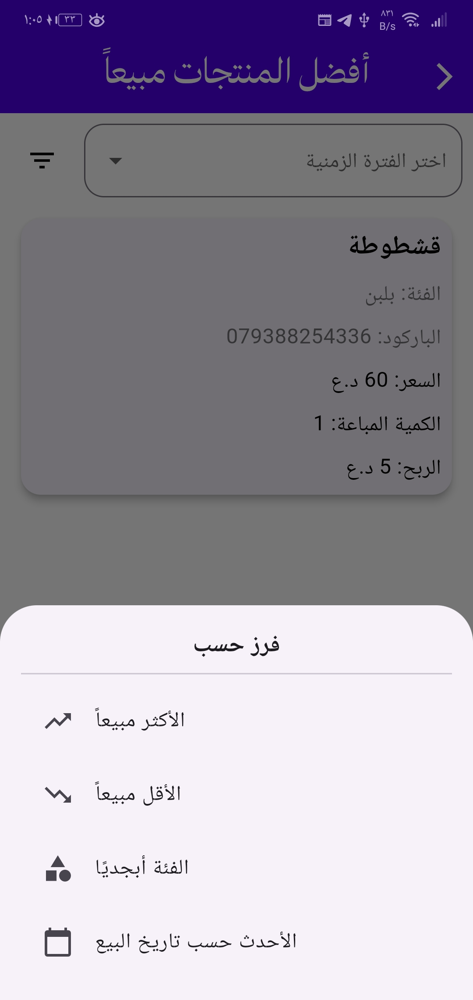 ١:٠٥ ٣٣ ٨٣١ B/s
أفضل المنتجات مبيعاً
اختر الفترة الزمنية
قشطوطة
الفئة: بلبن
الباركود: 079388254336
السعر: 60 د.ع
الكمية المباعة: 1
الربح: 5 د.ع
فرز حسب
الأكثر مبيعاً
الأقل مبيعاً
الفئة أبجديًا
الأحدث حسب تاريخ البيع